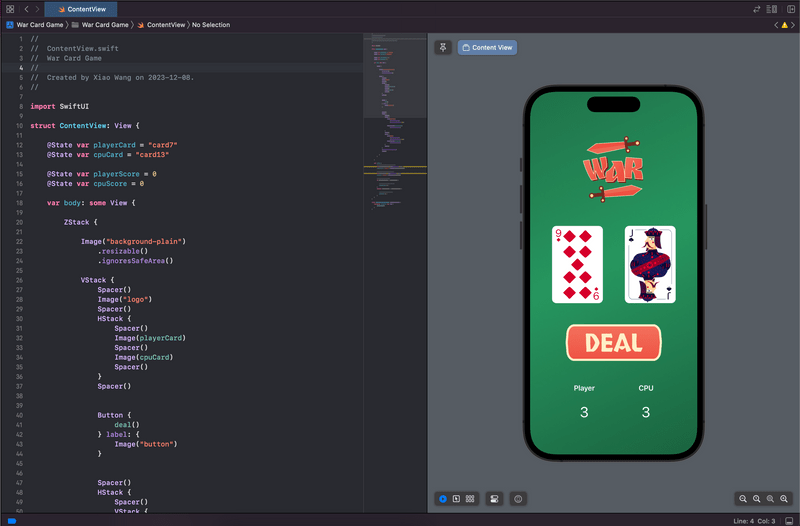 ContentView
War Card Game
War Card Game
ContentView
No Selection
1 //
2 // ContentView.swift
3 // War Card Game
4 //
5 // Created by Xiao Wang on 2023-12-08.
6 //
7
8 import SwiftUI
9
10 struct ContentView: View {
11
12 @State var playerCard = "card7"
13 @State var cpuCard = "card13"
14
15 @State var playerScore = 0
16 @State var cpuScore = 0
17
18 var body: some View {
19
20 ZStack {
21
22 Image("background-plain")
23 .resizable()
24 .ignoresSafeArea()
25
26 VStack {
27 Spacer()
28 Image("logo")
29 Spacer()
30 HStack {
31 Spacer()
32 Image(playerCard)
33 Spacer()
34 Image(cpuCard)
35 Spacer()
36 }
37 Spacer()
38
39
40 Button {
41 deal()
42 } label: {
43 Image("button")
44 }
45
46
47 Spacer()
48 HStack {
49 Spacer()
50 VStack {
Content View
WAR
9
J
9
J
DEAL
Player CPU
3 3
Line: 4 Col: 3